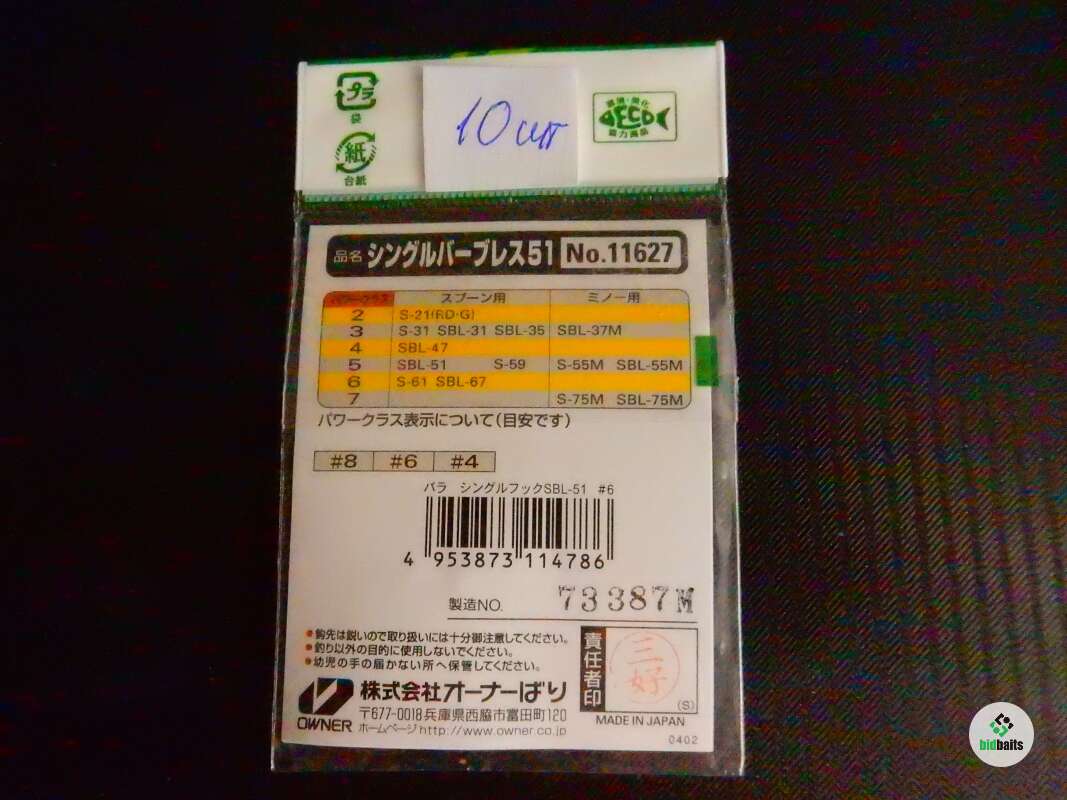 プラ
袋
紙
台紙
10 шт
環境・美化
ECO
協力商品
品名 シングルバーブレス51 No.11627
パワークラス スプーン用 ミノー用
2 S-21(RD・G)
3 S-31 SBL-31 SBL-35 SBL-37M
4 SBL-47
5 SBL-51 S-59 S-55M SBL-55M
6 S-61 SBL-67
7 S-75M SBL-75M
パワークラス表示について(目安です)
#8 #6 #4
バラ シングルフックSBL-51 #6
4 953873 114786
製造NO. 73387M
●鈎先は鋭いので取り扱いには十分御注意してください。
●釣り以外の目的に使用しないでください。
●幼児の手の届かない所へ保管してください。
責任者印
三好
(S)
OWNER
株式会社オーナーばり
〒677-0018兵庫県西脇市富田町120
ホームページhttp://www.owner.co.jp
MADE IN JAPAN
0402
bidbaits